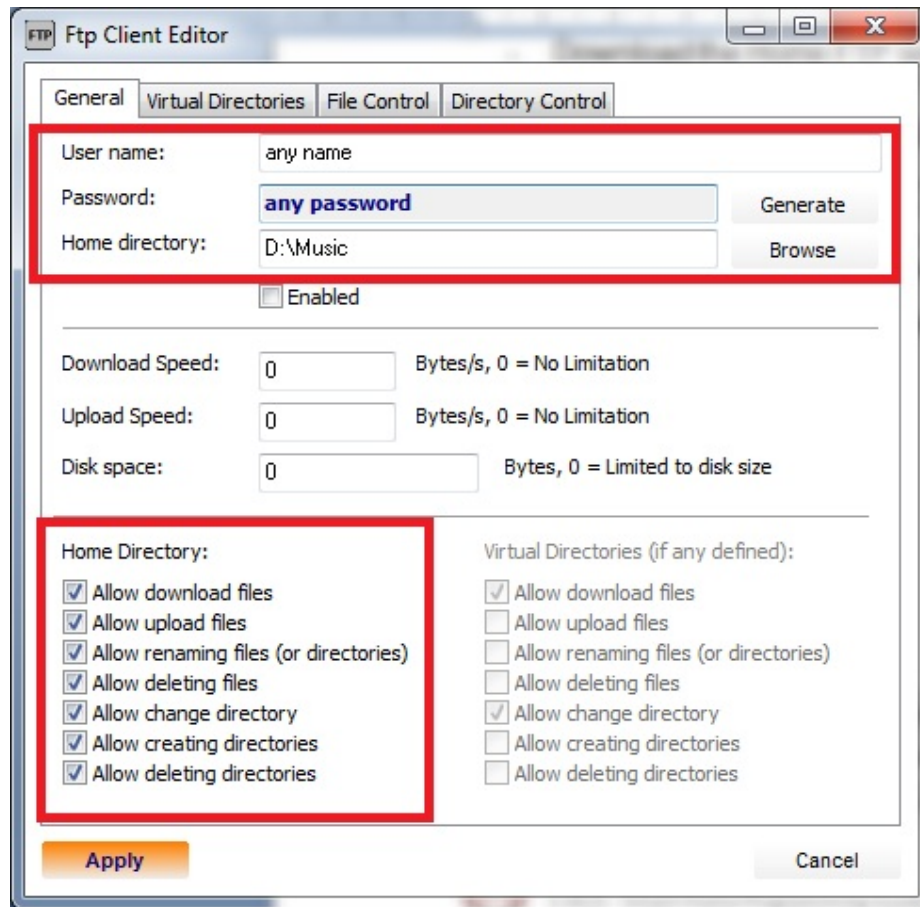 FTP Ftp Client Editor
General Virtual Directories File Control Directory Control
User name: any name
Password: any password Generate
Home directory: D:\Music Browse
Enabled
Download Speed: 0 Bytes/s, 0 = No Limitation
Upload Speed: 0 Bytes/s, 0 = No Limitation
Disk space: 0 Bytes, 0 = Limited to disk size
Home Directory:
Allow download files
Allow upload files
Allow renaming files (or directories)
Allow deleting files
Allow change directory
Allow creating directories
Allow deleting directories
Virtual Directories (if any defined):
Allow download files
Allow upload files
Allow renaming files (or directories)
Allow deleting files
Allow change directory
Allow creating directories
Allow deleting directories
Apply Cancel